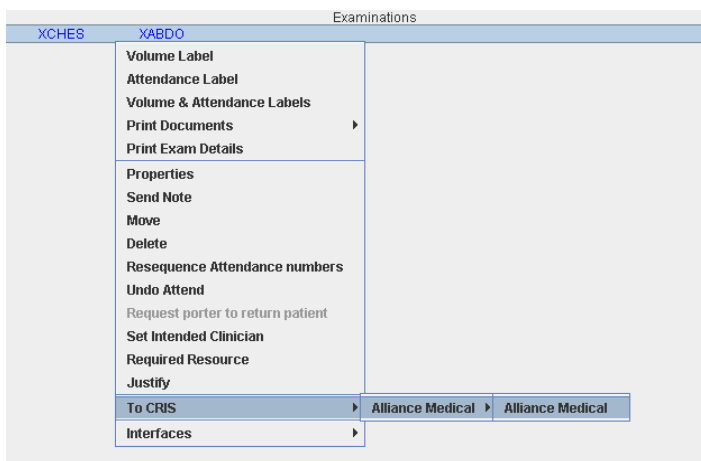 Examinations
XCHES XABDO
Volume Label
Attendance Label
Volume & Attendance Labels
Print Documents
Print Exam Details
Properties
Send Note
Move
Delete
Resequence Attendance numbers
Undo Attend
Request porter to return patient
Set Intended Clinician
Required Resource
Justify
To CRIS Alliance Medical Alliance Medical
Interfaces